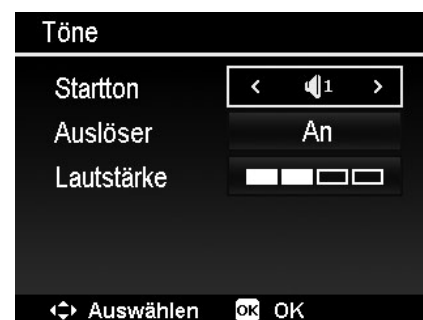 Töne
Startton < 1 >
Auslöser An
Lautstärke
Auswählen OK OK